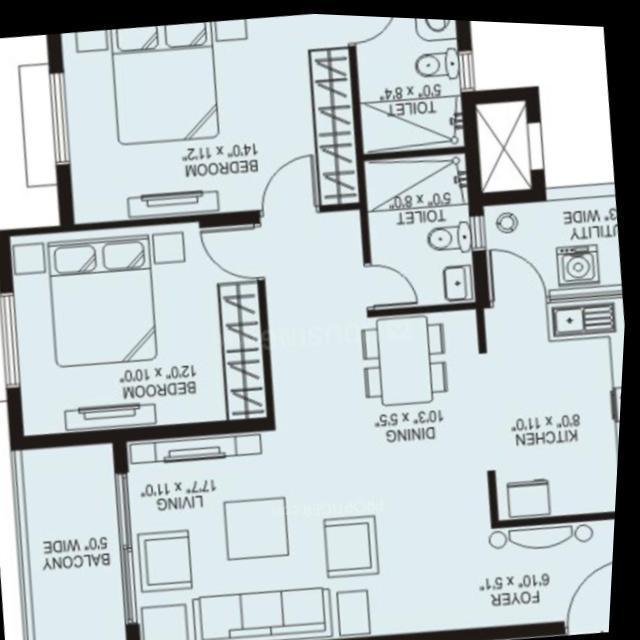 FOYER
6'10" x 5'1"
BALCONY
5'0" WIDE
LIVING
17'7" x 11'0"
KITCHEN
8'0" x 11'0"
DINING
10'3" x 5'5"
BEDROOM
12'0" x 10'0"
UTILITY
3" WIDE
TOILET
5'0" x 8'0"
BEDROOM
14'0" x 11'2"
TOILET
5'0" x 8'4"